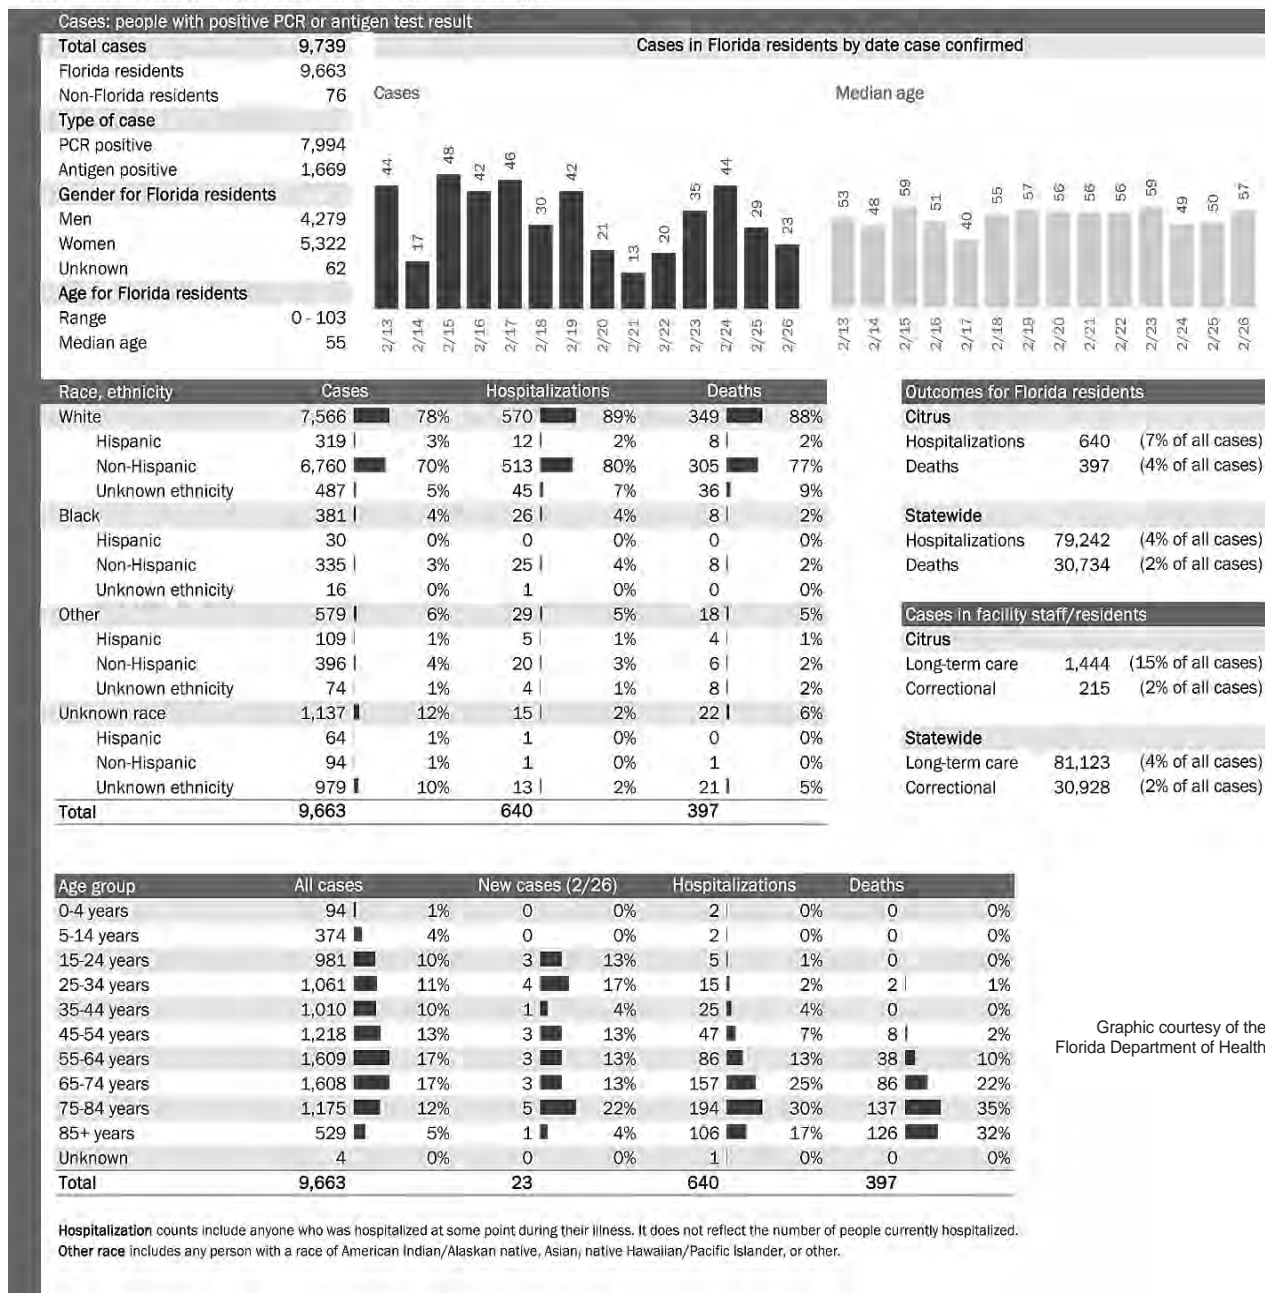 Cases: people with positive PCR or antigen test result
Total cases 9,739
Florida residents 9,663
Non-Florida residents 76
Type of case
PCR positive 7,994
Antigen positive 1,669
Gender for Florida residents
Men 4,279
Women 5,322
Unknown 62
Age for Florida residents
Range 0 - 103
Median age 55
Cases in Florida residents by date case confirmed
Cases
44 17 48 42 46 30 42 21 13 20 35 44 29 23
2/13 2/14 2/15 2/16 2/17 2/18 2/19 2/20 2/21 2/22 2/23 2/24 2/25 2/26
Median age
53 48 59 51 40 55 57 56 56 56 59 49 50 57
2/13 2/14 2/15 2/16 2/17 2/18 2/19 2/20 2/21 2/22 2/23 2/24 2/25 2/26
Race, ethnicity Cases Hospitalizations Deaths
White 7,566 78% 570 89% 349 88%
Hispanic 319 3% 12 2% 8 2%
Non-Hispanic 6,760 70% 513 80% 305 77%
Unknown ethnicity 487 5% 45 7% 36 9%
Black 381 4% 26 4% 8 2%
Hispanic 30 0% 0 0% 0 0%
Non-Hispanic 335 3% 25 4% 8 2%
Unknown ethnicity 16 0% 1 0% 0 0%
Other 579 6% 29 5% 18 5%
Hispanic 109 1% 5 1% 4 1%
Non-Hispanic 396 4% 20 3% 6 2%
Unknown ethnicity 74 1% 4 1% 8 2%
Unknown race 1,137 12% 15 2% 22 6%
Hispanic 64 1% 1 0% 0 0%
Non-Hispanic 94 1% 1 0% 1 0%
Unknown ethnicity 979 10% 13 2% 21 5%
Total 9,663 640 397
Outcomes for Florida residents
Citrus
Hospitalizations 640 (7% of all cases)
Deaths 397 (4% of all cases)
Statewide
Hospitalizations 79,242 (4% of all cases)
Deaths 30,734 (2% of all cases)
Cases in facility staff/residents
Citrus
Long-term care 1,444 (15% of all cases)
Correctional 215 (2% of all cases)
Statewide
Long-term care 81,123 (4% of all cases)
Correctional 30,928 (2% of all cases)
Age group All cases New cases (2/26) Hospitalizations Deaths
0-4 years 94 1% 0 0% 2 0% 0 0%
5-14 years 374 4% 0 0% 2 0% 0 0%
15-24 years 981 10% 3 13% 5 1% 0 0%
25-34 years 1,061 11% 4 17% 15 2% 2 1%
35-44 years 1,010 10% 1 4% 25 4% 0 0%
45-54 years 1,218 13% 3 13% 47 7% 8 2%
55-64 years 1,609 17% 3 13% 86 13% 38 10%
65-74 years 1,608 17% 3 13% 157 25% 86 22%
75-84 years 1,175 12% 5 22% 194 30% 137 35%
85+ years 529 5% 1 4% 106 17% 126 32%
Unknown 4 0% 0 0% 1 0% 0 0%
Total 9,663 23 640 397
Graphic courtesy of the
Florida Department of Health
Hospitalization counts include anyone who was hospitalized at some point during their illness. It does not reflect the number of people currently hospitalized.
Other race includes any person with a race of American Indian/Alaskan native, Asian, native Hawaiian/Pacific Islander, or other.